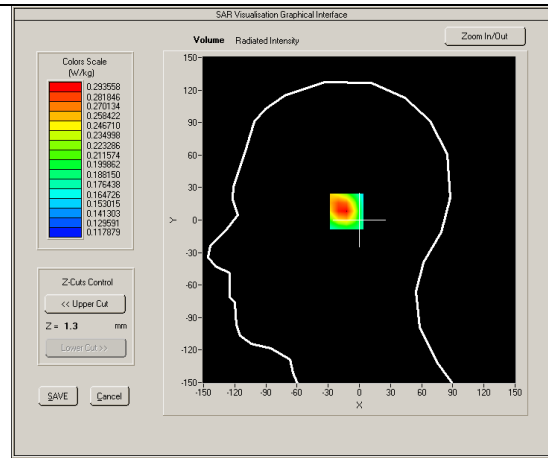 SAR Visualisation Graphical Interface
Volume Radiated Intensity
Zoom In/Out
Colors Scale
(W/kg)
0.293558
0.281846
0.270134
0.258422
0.246710
0.234998
0.223286
0.211574
0.199862
0.188150
0.176438
0.164726
0.153015
0.141303
0.129591
0.117879
Z-Cuts Control
<< Upper Cut
Z = 1.3 mm
Lower Cut >>
SAVE Cancel
150
120
90
60
30
0
-30
-60
-90
-120
-150
Y
-150 -120 -90 -60 -30 0 30 60 90 120 150
X